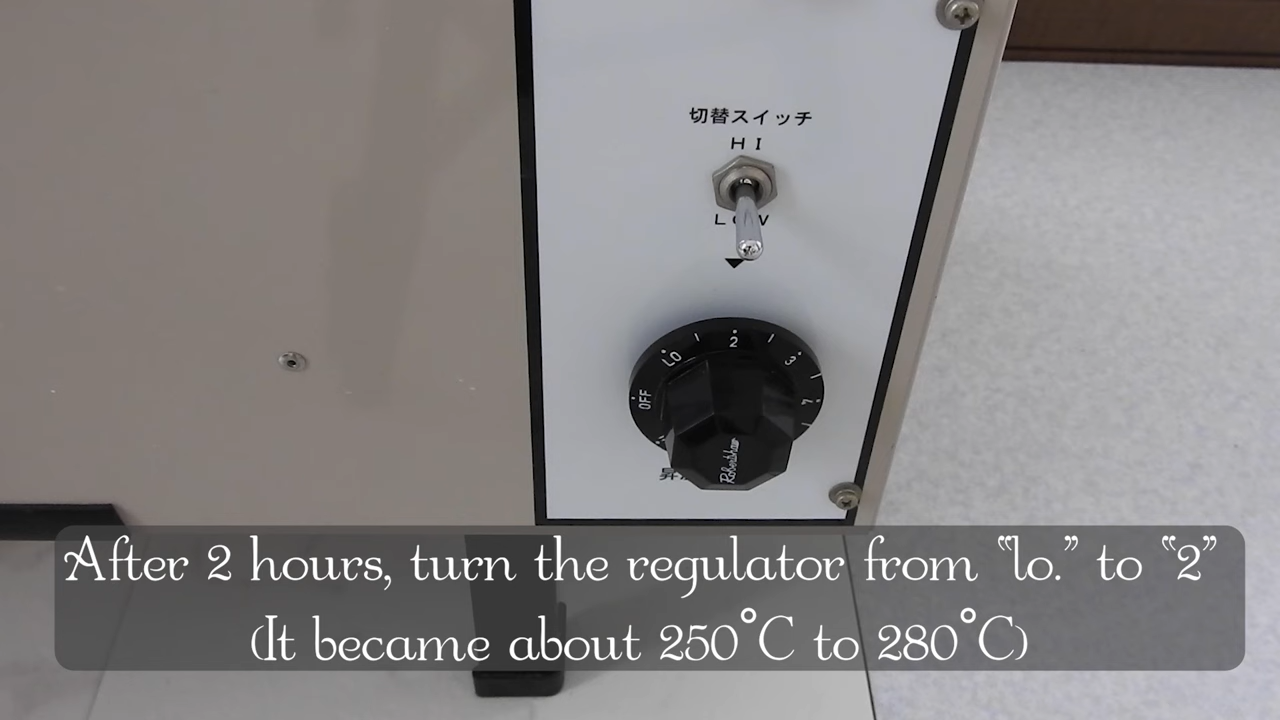 切替スイッチ
HI
LOW
OFF LO 2 3
Robertshaw
After 2 hours, turn the regulator from “lo.” to “2”
(It became about 250°C to 280°C)